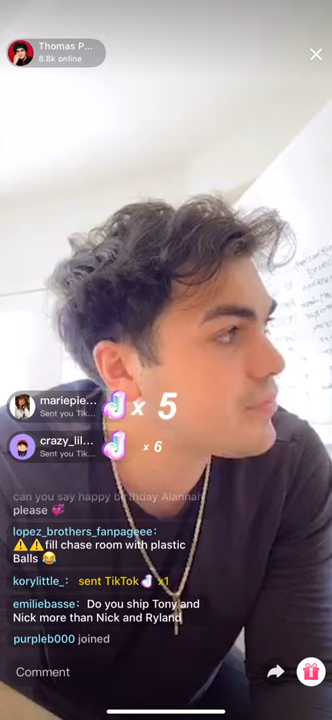 Thomas P...
8.8k online
mariepie...
Sent you Tik...
x 5
crazy_lil...
Sent you Tik...
x 6
can you say happy birthday Alannah
please 💞
lopez_brothers_fanpageee:
⚠️⚠️fill chase room with plastic
Balls 😂
korylittle_: sent TikTok x1
emiliebasse: Do you ship Tony and
Nick more than Nick and Ryland
purpleb000 joined
Comment